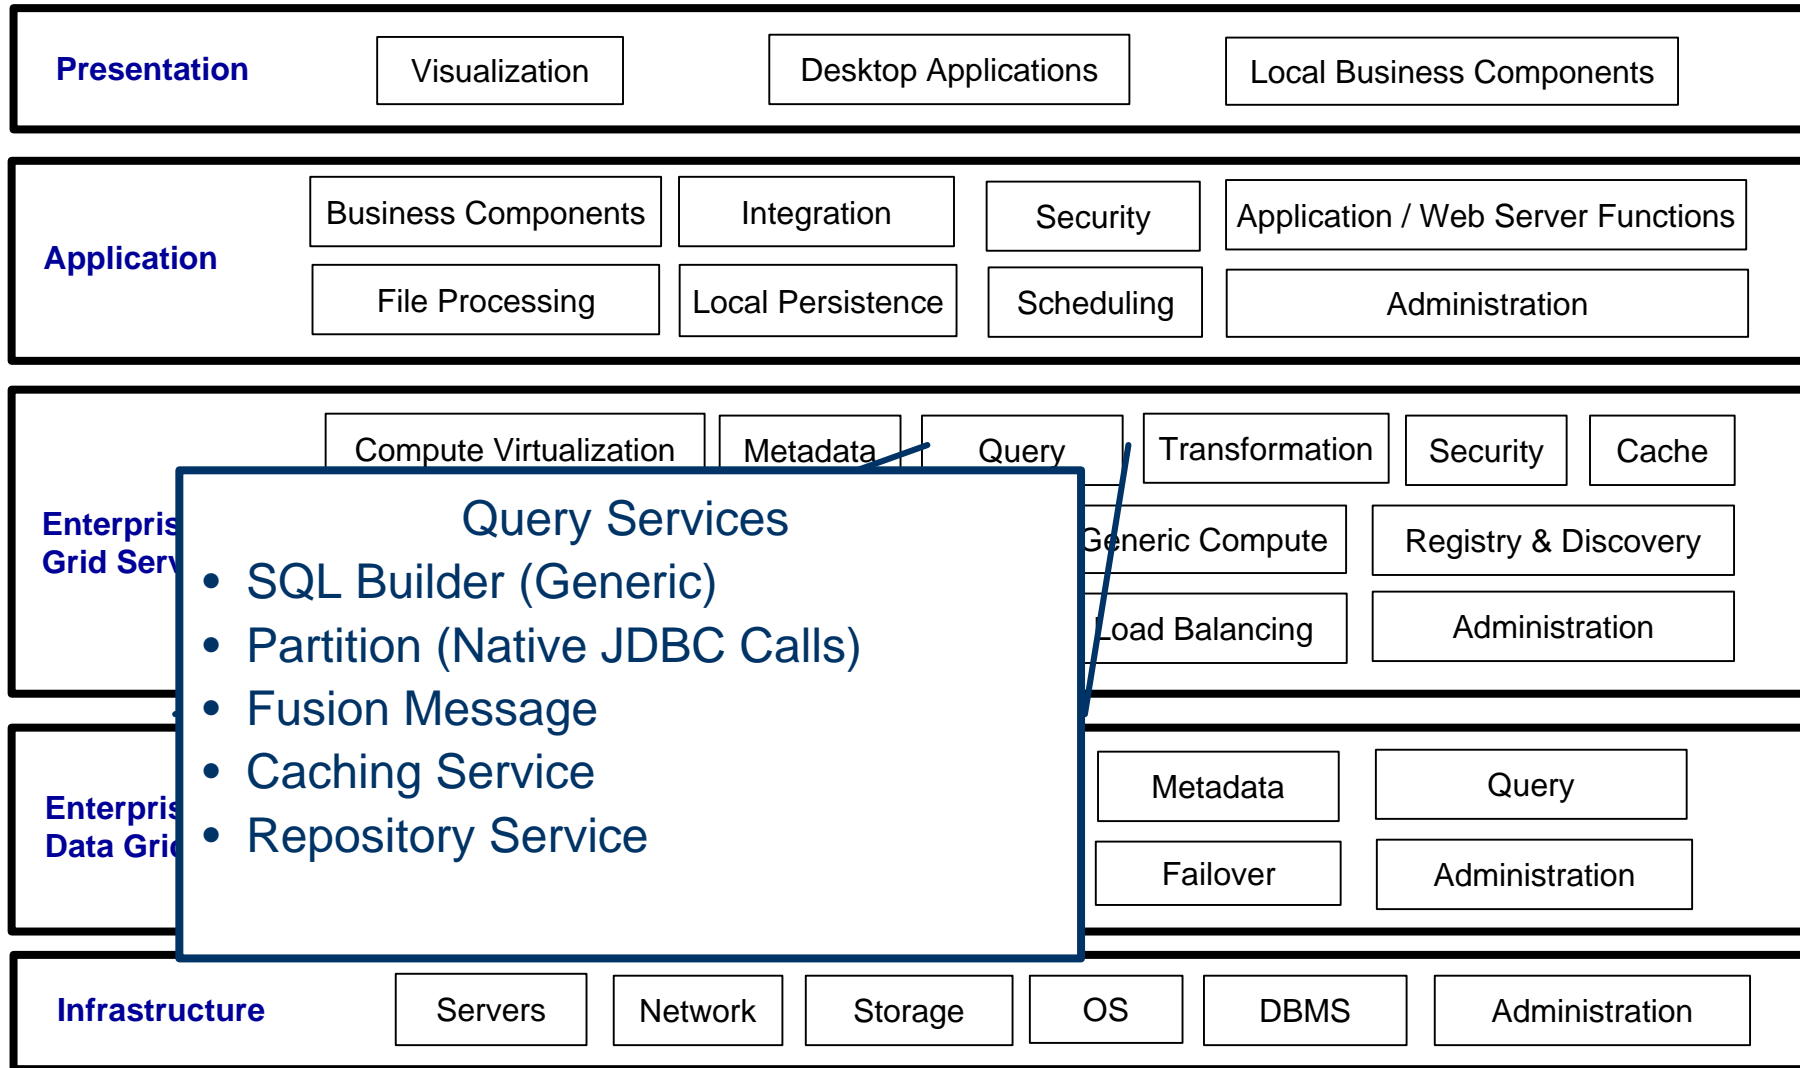 Presentation
Visualization
Desktop Applications
Local Business Components
Application
Business Components
Integration
Security
Application / Web Server Functions
File Processing
Local Persistence
Scheduling
Administration
Compute Virtualization
Metadata
Query
Transformation
Security
Cache
Enterpris
Grid Serv
Generic Compute
Registry & Discovery
Load Balancing
Administration
Query Services
• SQL Builder (Generic)
• Partition (Native JDBC Calls)
• Fusion Message
• Caching Service
• Repository Service
Enterpris
Data Grid
Metadata
Query
Failover
Administration
Infrastructure
Servers
Network
Storage
OS
DBMS
Administration